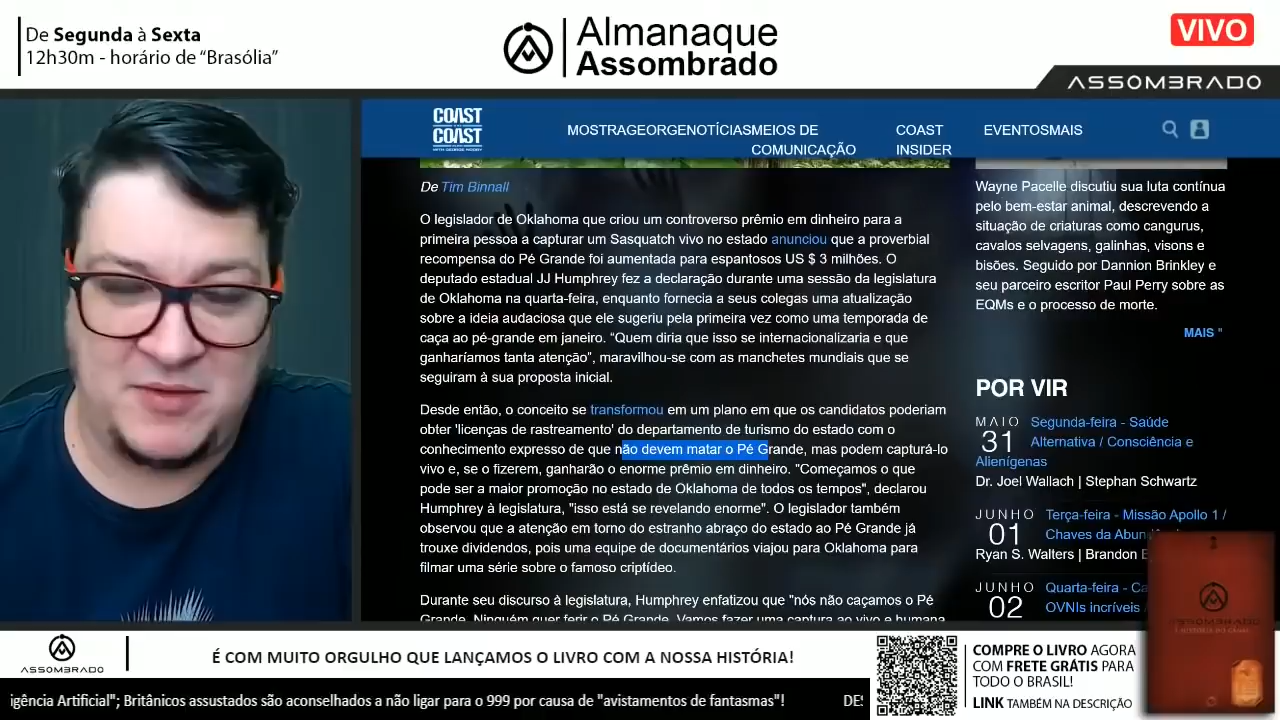 De Segunda à Sexta
12h30m - horário de “Brasólia”
Almanaque
Assombrado
VIVO
ASSOMBRADO
COAST
COAST
MOSTRAGEORGENOTÍCIASMEIOS DE
COMUNICAÇÃO
COAST
INSIDER
EVENTOSMAIS
De Tim Binnall
O legislador de Oklahoma que criou um controverso prêmio em dinheiro para a
primeira pessoa a capturar um Sasquatch vivo no estado anunciou que a proverbial
recompensa do Pé Grande foi aumentada para espantosos US $ 3 milhões. O
deputado estadual JJ Humphrey fez a declaração durante uma sessão da legislatura
de Oklahoma na quarta-feira, enquanto fornecia a seus colegas uma atualização
sobre a ideia audaciosa que ele sugeriu pela primeira vez como uma temporada de
caça ao pé-grande em janeiro. “Quem diria que isso se internacionalizaria e que
ganharíamos tanta atenção”, maravilhou-se com as manchetes mundiais que se
seguiram à sua proposta inicial.
Desde então, o conceito se transformou em um plano em que os candidatos poderiam
obter 'licenças de rastreamento' do departamento de turismo do estado com o
conhecimento expresso de que não devem matar o Pé Grande, mas podem capturá-lo
vivo e, se o fizerem, ganharão o enorme prêmio em dinheiro. "Começamos o que
pode ser a maior promoção no estado de Oklahoma de todos os tempos", declarou
Humphrey à legislatura, "isso está se revelando enorme". O legislador também
observou que a atenção em torno do estranho abraço do estado ao Pé Grande já
trouxe dividendos, pois uma equipe de documentários viajou para Oklahoma para
filmar uma série sobre o famoso criptídeo.
Durante seu discurso à legislatura, Humphrey enfatizou que "nós não caçamos o Pé
Grande. Ninguém quer ferir o Pé Grande. Vamos fazer uma captura ao vivo e humana
Wayne Pacelle discutiu sua luta contínua
pelo bem-estar animal, descrevendo a
situação de criaturas como cangurus,
cavalos selvagens, galinhas, visons e
bisões. Seguido por Dannion Brinkley e
seu parceiro escritor Paul Perry sobre as
EQMs e o processo de morte.
MAIS "
POR VIR
MAIO
31
Segunda-feira - Saúde
Alternativa / Consciência e
Alienígenas
Dr. Joel Wallach | Stephan Schwartz
JUNHO
01
Terça-feira - Missão Apollo 1 /
Chaves da
Ryan S. Walters | Brandon
JUNHO
02
Quarta-feira -
OVNIs incríveis
ASSOMBRADO
ASSOMBRADO
É COM MUITO ORGULHO QUE LANÇAMOS O LIVRO COM A NOSSA HISTÓRIA!
COMPRE O LIVRO AGORA
COM FRETE GRÁTIS PARA
TODO O BRASIL!
LINK TAMBÉM NA DESCRIÇÃO
igência Artificial"; Britânicos assustados são aconselhados a não ligar para o 999 por causa de "avistamentos de fantasmas"!